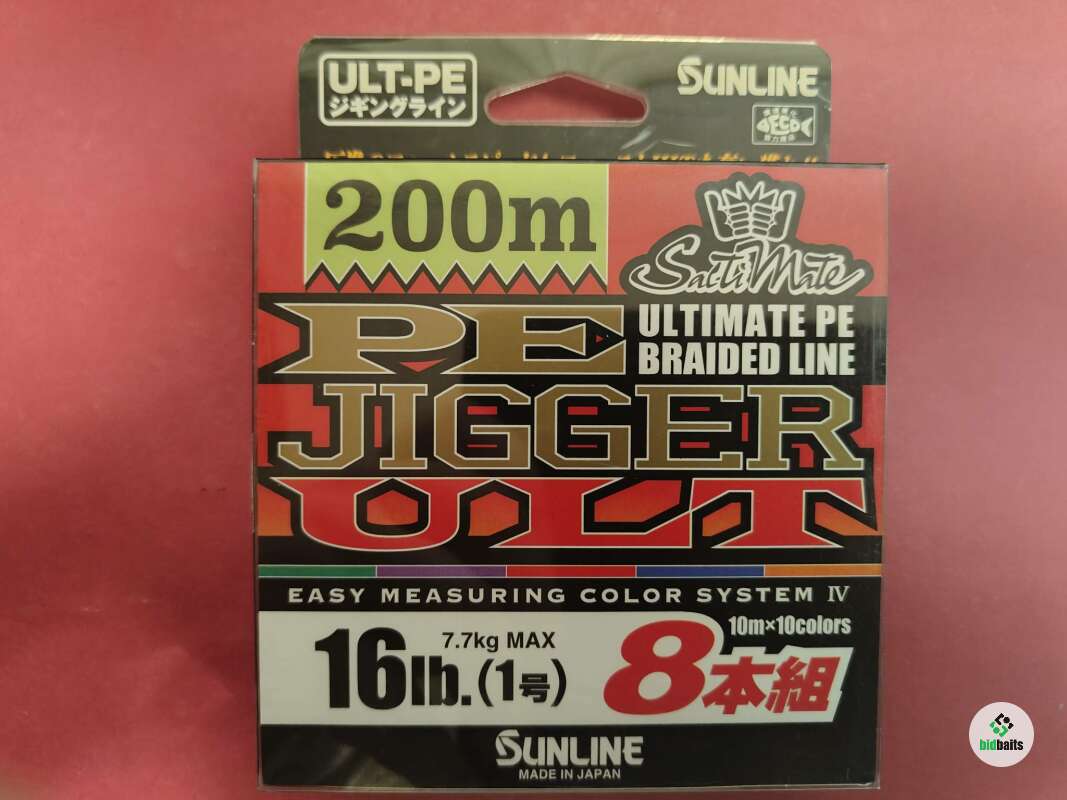 ULT-PE
ジギングライン
SUNLINE
ECO
200m
SaltiMate
PE
ULTIMATE PE
BRAIDED LINE
JIGGER
ULT
EASY MEASURING COLOR SYSTEM Ⅳ
10m×10colors
7.7kg MAX
16lb.(1号)
8本組
SUNLINE
MADE IN JAPAN
bidbaits